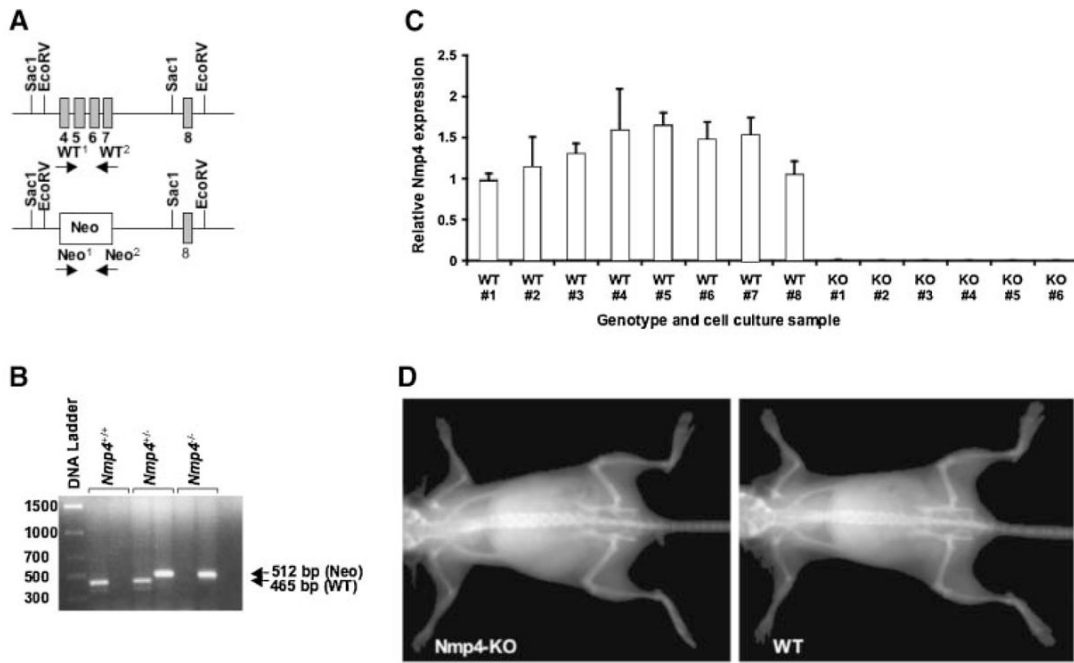 A
Sac1
EcoRV
Sac1
EcoRV
4 5 6 7
8
WT1 WT2
Sac1
EcoRV
Sac1
EcoRV
Neo
8
Neo1 Neo2
B
DNA Ladder
Nmp4+/+
Nmp4+/-
Nmp4-/-
1500
1000
700
500
300
512 bp (Neo)
465 bp (WT)
C
Relative Nmp4 expression
2.5
2
1.5
1
0.5
0
WT WT WT WT WT WT WT WT KO KO KO KO KO KO
#1 #2 #3 #4 #5 #6 #7 #8 #1 #2 #3 #4 #5 #6
Genotype and cell culture sample
D
Nmp4-KO
WT